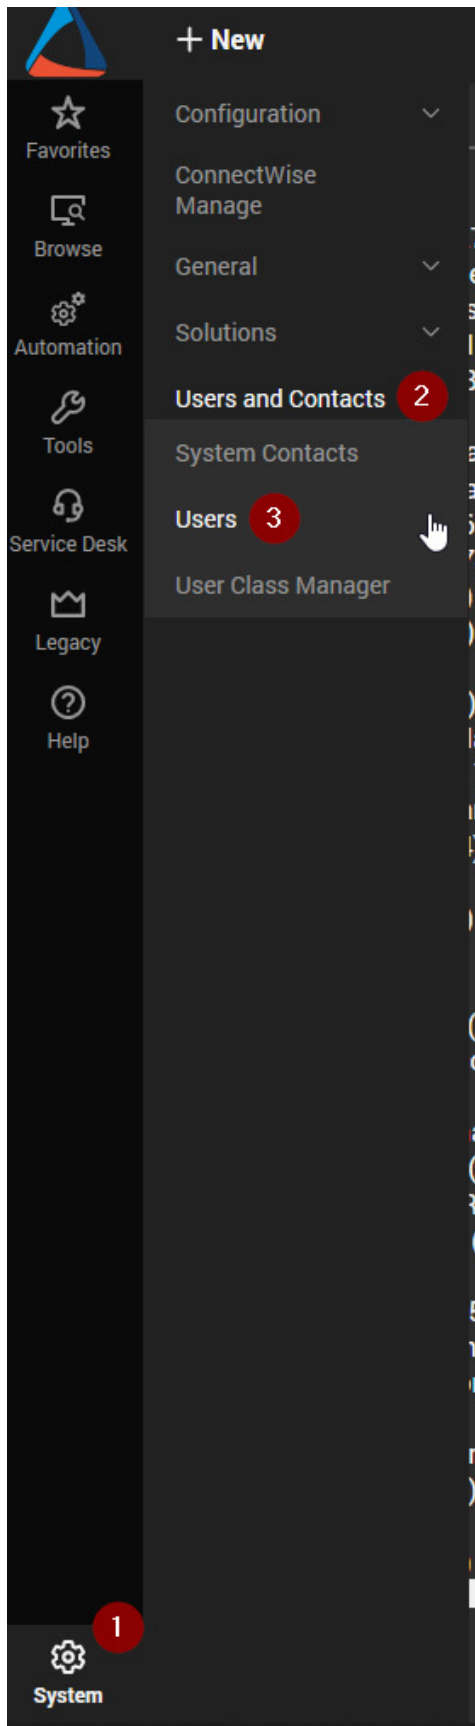 + New
Favorites
Browse
Automation
Tools
Service Desk
Legacy
Help
Configuration
ConnectWise
Manage
General
Solutions
Users and Contacts 2
System Contacts
Users 3
User Class Manager
1
System